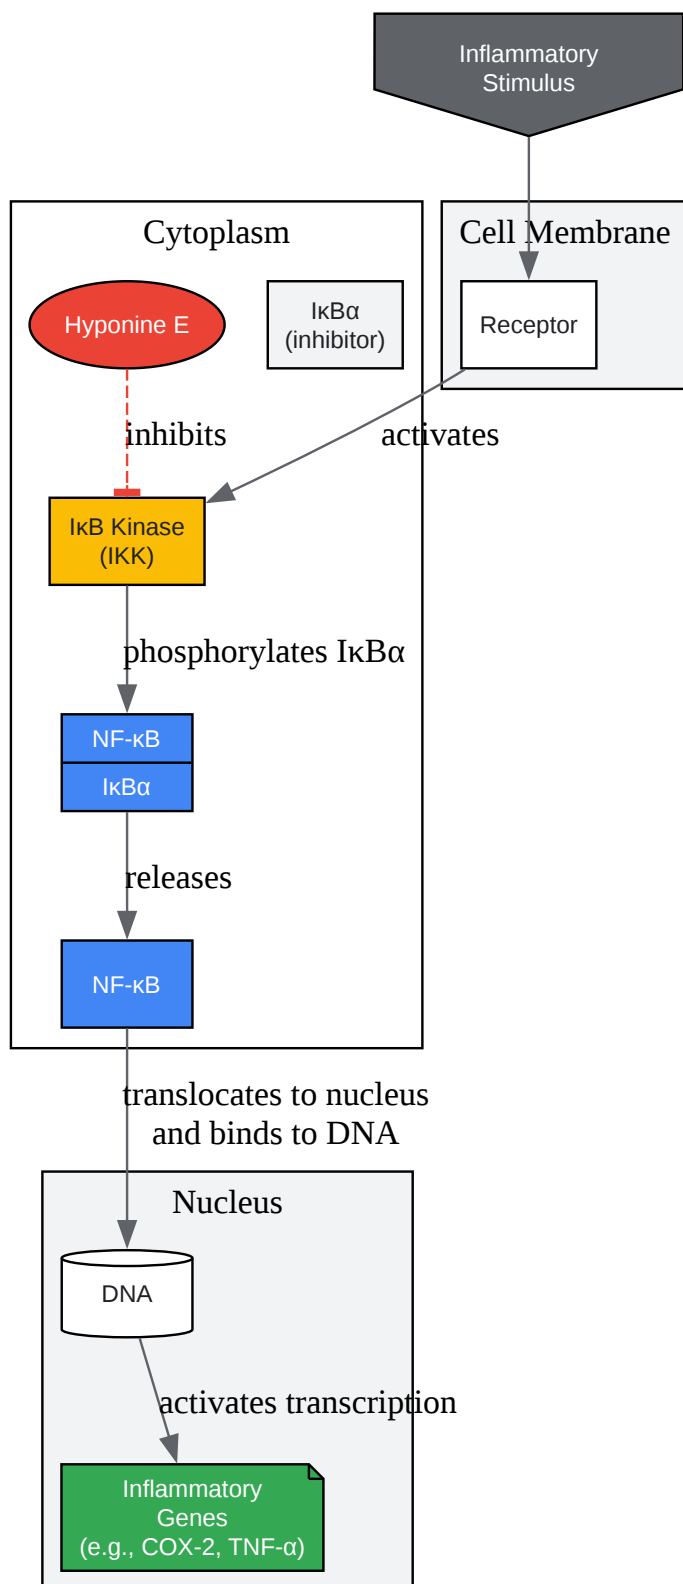 Inflammatory
Stimulus
Cytoplasm
Cell Membrane
Hyponine E
IκBα
(inhibitor)
Receptor
inhibits
activates
IκB Kinase
(IKK)
phosphorylates IκBα
NF-κB
IκBα
releases
NF-κB
translocates to nucleus
and binds to DNA
Nucleus
DNA
activates transcription
Inflammatory
Genes
(e.g., COX-2, TNF-α)